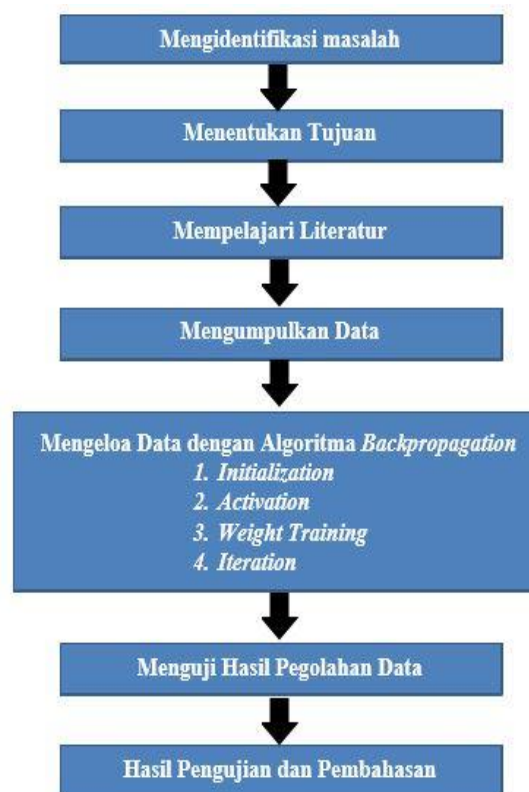 Mengidentifikasi masalah
Menentukan Tujuan
Mempelajari Literatur
Mengumpulkan Data
Mengeloa Data dengan Algoritma Backpropagation
1. Initialization
2. Activation
3. Weight Training
4. Iteration
Menguji Hasil Pegolahan Data
Hasil Pengujian dan Pembahasan